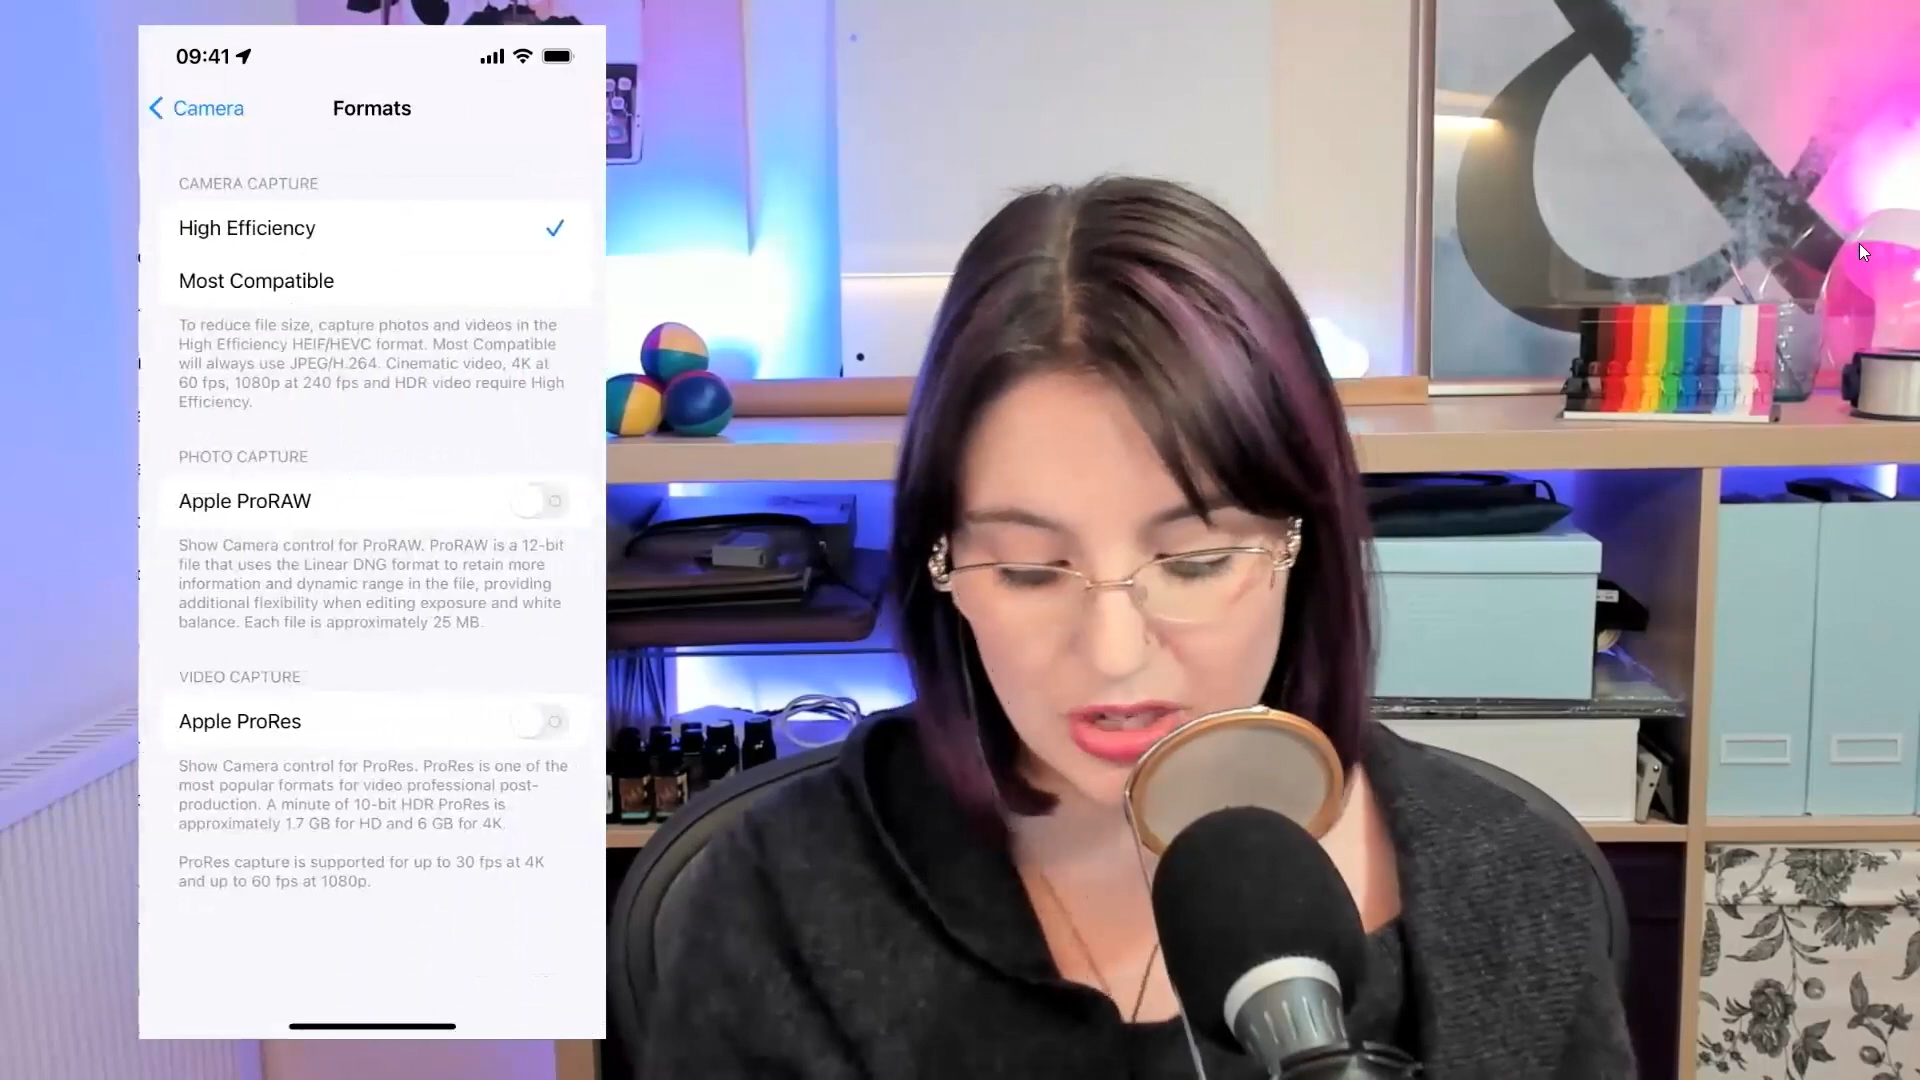 09:41
Camera
Formats
CAMERA CAPTURE
High Efficiency
Most Compatible
To reduce file size, capture photos and videos in the
High Efficiency HEIF/HEVC format. Most Compatible
will always use JPEG/H.264. Cinematic video, 4K at
60 fps, 1080p at 240 fps and HDR video require High
Efficiency.
PHOTO CAPTURE
Apple ProRAW
Show Camera control for ProRAW. ProRAW is a 12-bit
file that uses the Linear DNG format to retain more
information and dynamic range in the file, providing
additional flexibility when editing exposure and white
balance. Each file is approximately 25 MB.
VIDEO CAPTURE
Apple ProRes
Show Camera control for ProRes. ProRes is one of the
most popular formats for video professional post-
production. A minute of 10-bit HDR ProRes is
approximately 1.7 GB for HD and 6 GB for 4K.
ProRes capture is supported for up to 30 fps at 4K
and up to 60 fps at 1080p.